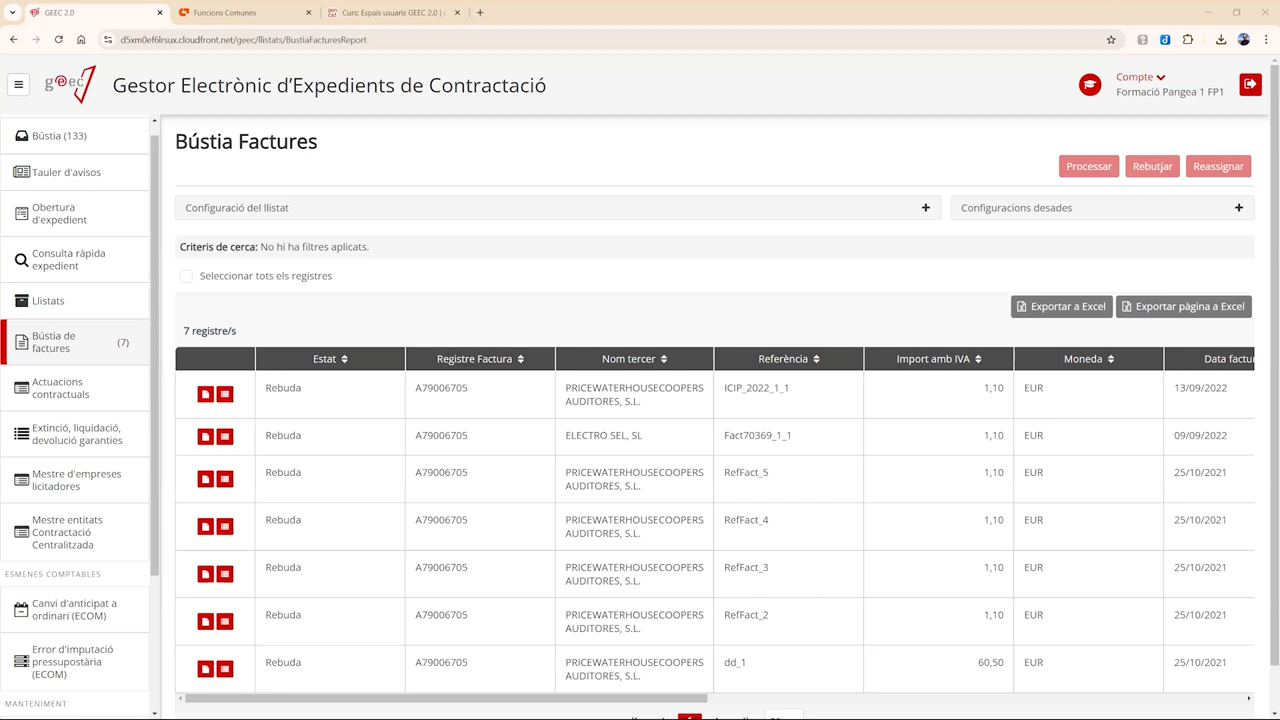 GEEC 2.0
Funcions Comunes
Curs: Espais usuaris GEEC 2.0 |
d5xm0ef6lrsux.cloudfront.net/geec/llistats/BustiaFacturesReport
geec
Gestor Electrònic d'Expedients de Contractació
Compte
Formació Pangea 1 FP1
Bústia (133)
Tauler d'avisos
Obertura
d'expedient
Consulta ràpida
expedient
Llistats
Bústia de
factures
(7)
Actuacions
contractuals
Extinció, liquidació,
devolució garanties
Mestre d'empreses
licitadores
Mestre entitats
Contractació
Centralitzada
ESMENES COMPTABLES
Canvi d'anticipat a
ordinari (ECOM)
Error d'imputació
pressupostària
(ECOM)
MANTENIMENT
Bústia Factures
Processar Rebutjar Reassignar
Configuració del llistat
Configuracions desades
Criteris de cerca: No hi ha filtres aplicats.
Seleccionar tots els registres
Exportar a Excel Exportar pàgina a Excel
7 registre/s
Estat Registre Factura Nom tercer Referència Import amb IVA Moneda Data factur
Rebuda A79006705 PRICEWATERHOUSECOOPERS ICIP_2022_1_1 1,10 EUR 13/09/2022
AUDITORES, S.L.
Rebuda A79006705 ELECTRO SEL, SL Fact70369_1_1 1,10 EUR 09/09/2022
Rebuda A79006705 PRICEWATERHOUSECOOPERS RefFact_5 1,10 EUR 25/10/2021
AUDITORES, S.L.
Rebuda A79006705 PRICEWATERHOUSECOOPERS RefFact_4 1,10 EUR 25/10/2021
AUDITORES, S.L.
Rebuda A79006705 PRICEWATERHOUSECOOPERS RefFact_3 1,10 EUR 25/10/2021
AUDITORES, S.L.
Rebuda A79006705 PRICEWATERHOUSECOOPERS RefFact_2 1,10 EUR 25/10/2021
AUDITORES, S.L.
Rebuda A79006705 PRICEWATERHOUSECOOPERS dd_1 60,50 EUR 25/10/2021
AUDITORES, S.L.